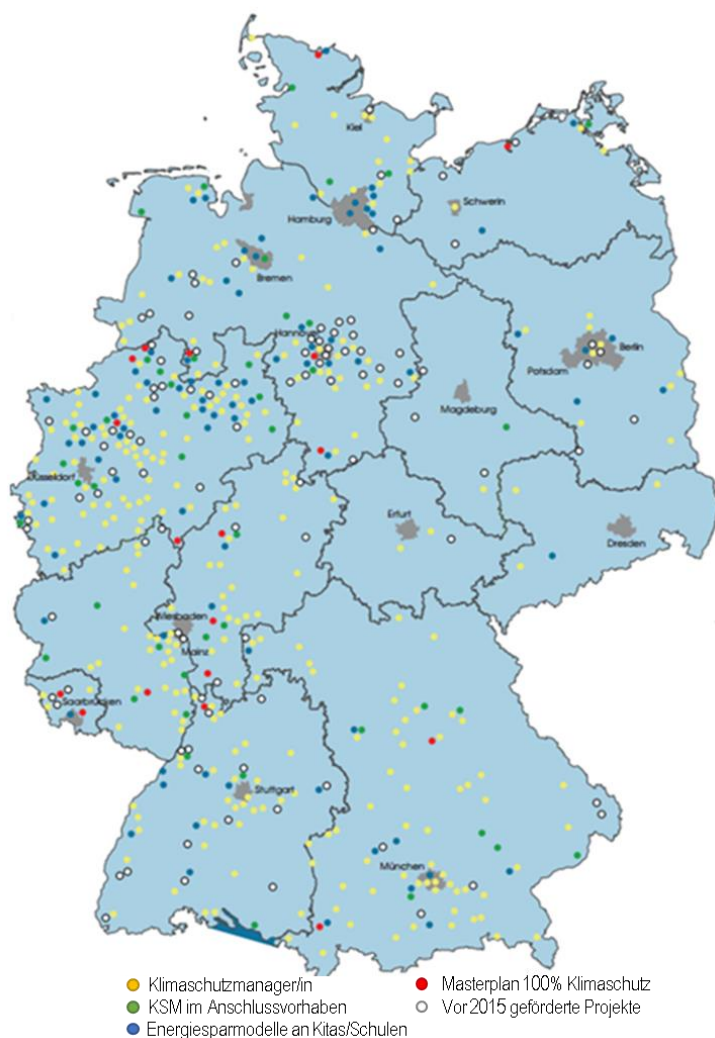 Kiel
Schwerin
Hamburg
Bremen
Hannover
Berlin
Potsdam
Magdeburg
Düsseldorf
Erfurt
Dresden
Wiesbaden
Mainz
Saarbrücken
Stuttgart
München
Klimaschutzmanager/in
KSM im Anschlussvorhaben
Energiesparmodelle an Kitas/Schulen
Masterplan 100% Klimaschutz
Vor 2015 geförderte Projekte